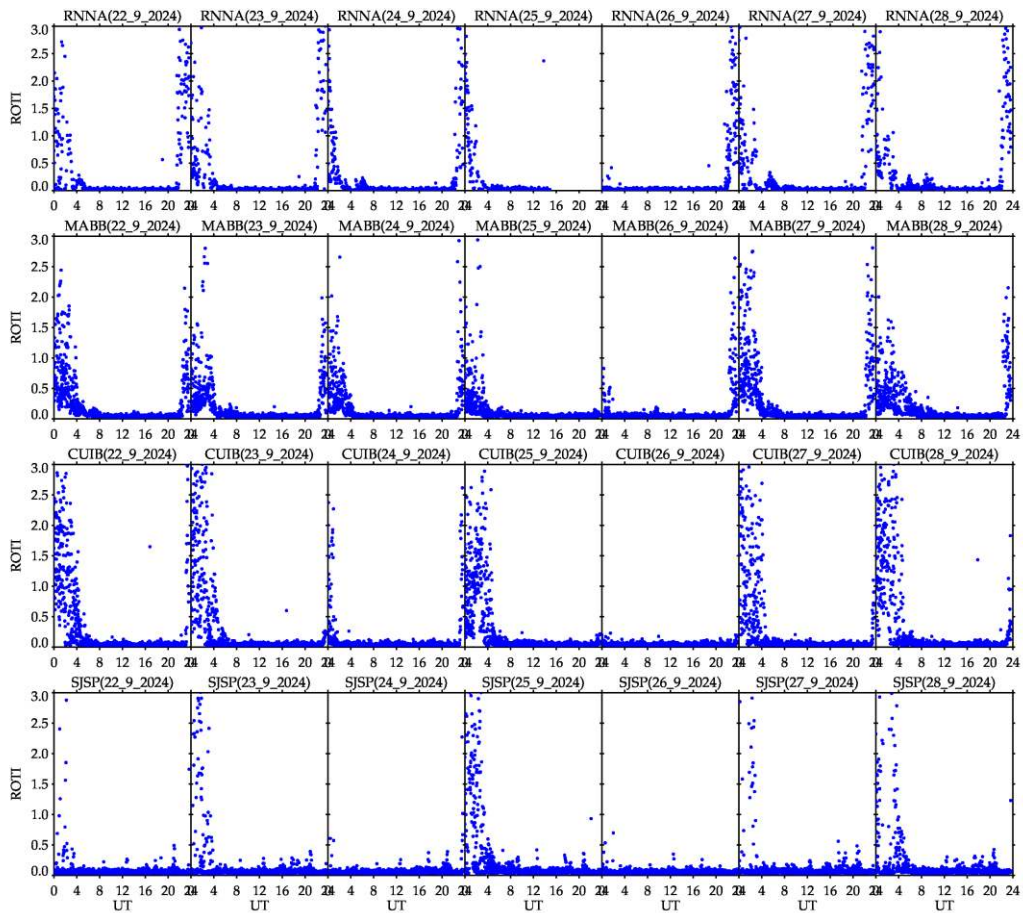 RNNA(22_9_2024) RNNA(23_9_2024) RNNA(24_9_2024) RNNA(25_9_2024) RNNA(26_9_2024) RNNA(27_9_2024) RNNA(28_9_2024)
3.0
2.5
2.0
ROTI
1.5
1.0
0.5
0.0
0 4 8 12 16 20 24 4 8 12 16 20 24 4 8 12 16 20 24 4 8 12 16 20 24 4 8 12 16 20 24 4 8 12 16 20 24 4 8 12 16 20 24
MABB(22_9_2024) MABB(23_9_2024) MABB(24_9_2024) MABB(25_9_2024) MABB(26_9_2024) MABB(27_9_2024) MABB(28_9_2024)
3.0
2.5
2.0
ROTI
1.5
1.0
0.5
0.0
0 4 8 12 16 20 24 4 8 12 16 20 24 4 8 12 16 20 24 4 8 12 16 20 24 4 8 12 16 20 24 4 8 12 16 20 24 4 8 12 16 20 24
CUIB(22_9_2024) CUIB(23_9_2024) CUIB(24_9_2024) CUIB(25_9_2024) CUIB(26_9_2024) CUIB(27_9_2024) CUIB(28_9_2024)
3.0
2.5
2.0
ROTI
1.5
1.0
0.5
0.0
0 4 8 12 16 20 24 4 8 12 16 20 24 4 8 12 16 20 24 4 8 12 16 20 24 4 8 12 16 20 24 4 8 12 16 20 24 4 8 12 16 20 24
SJSP(22_9_2024) SJSP(23_9_2024) SJSP(24_9_2024) SJSP(25_9_2024) SJSP(26_9_2024) SJSP(27_9_2024) SJSP(28_9_2024)
3.0
2.5
2.0
ROTI
1.5
1.0
0.5
0.0
0 4 8 12 16 20 24 4 8 12 16 20 24 4 8 12 16 20 24 4 8 12 16 20 24 4 8 12 16 20 24 4 8 12 16 20 24 4 8 12 16 20 24
UT UT UT UT UT UT UT